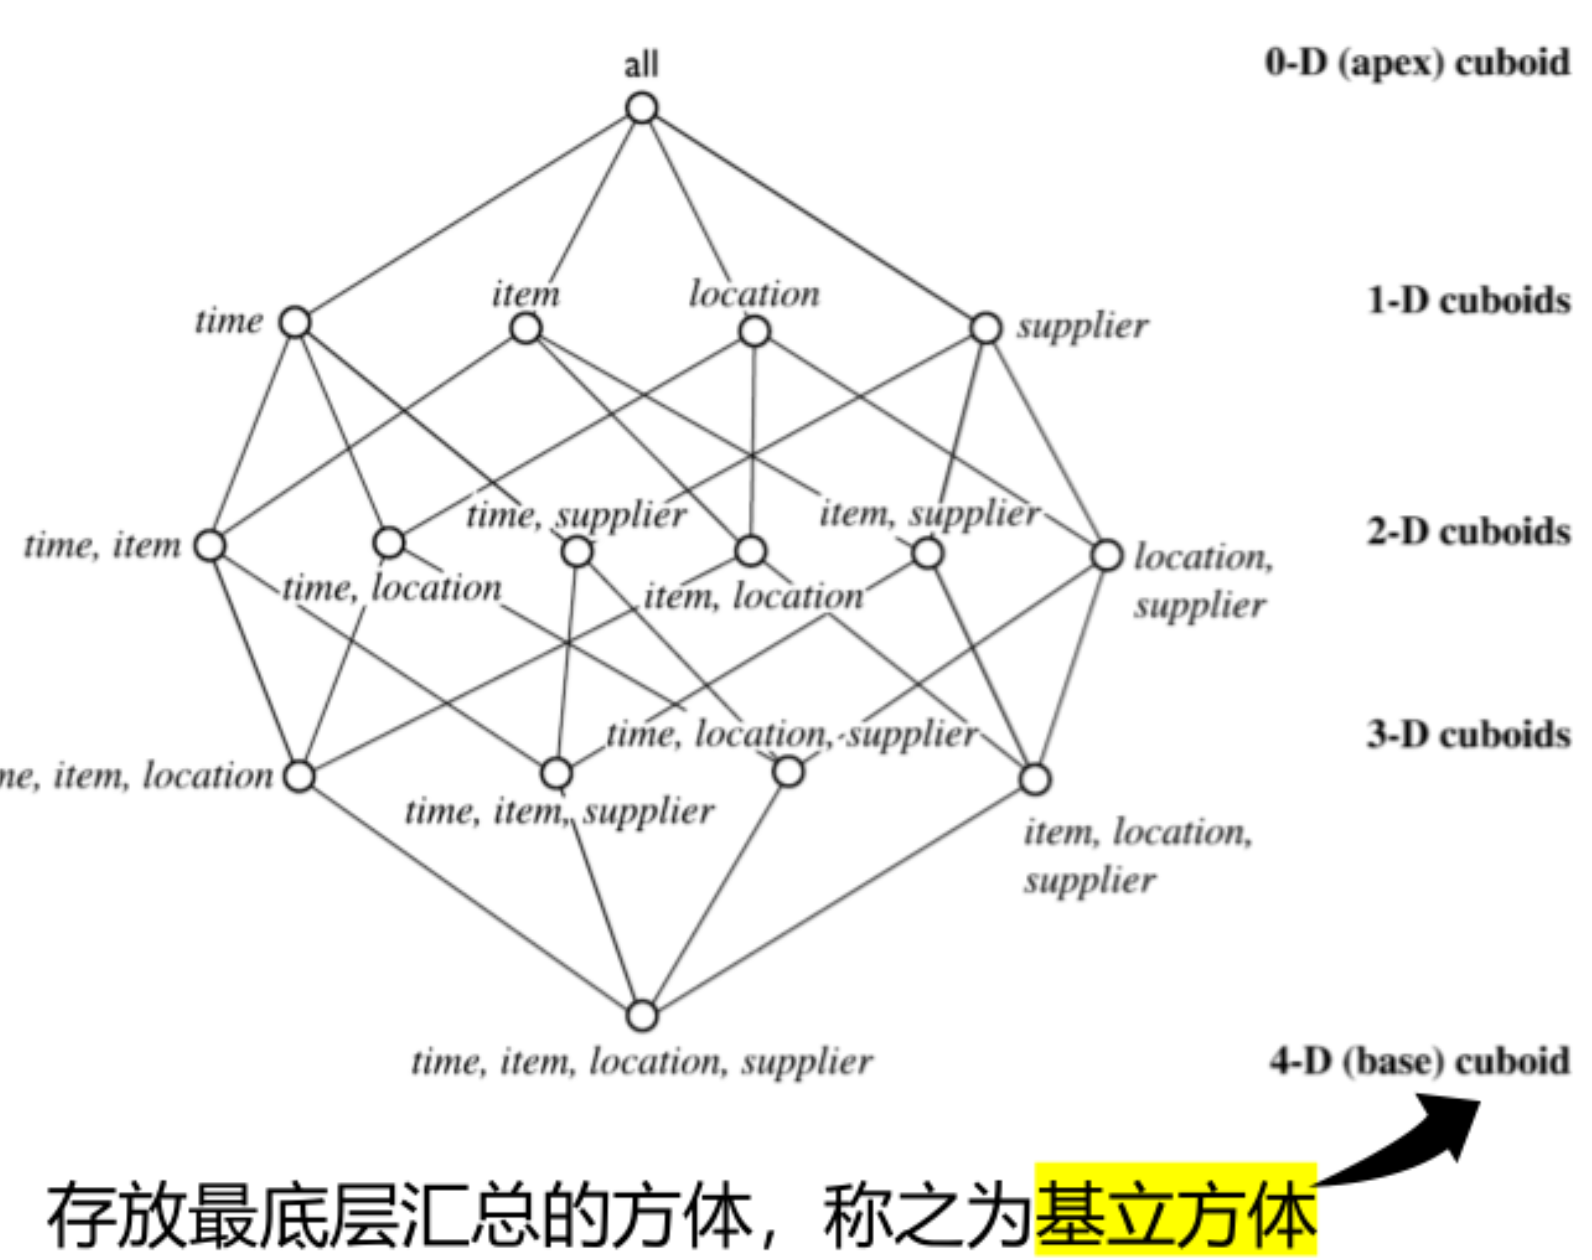 all
0-D (apex) cuboid
time
item
location
supplier
1-D cuboids
time, item
time, location
time, supplier
item, location
item, supplier
location,
supplier
2-D cuboids
me, item, location
time, item, supplier
time, location, supplier
item, location,
supplier
3-D cuboids
time, item, location, supplier
4-D (base) cuboid
存放最底层汇总的方体，称之为基立方体